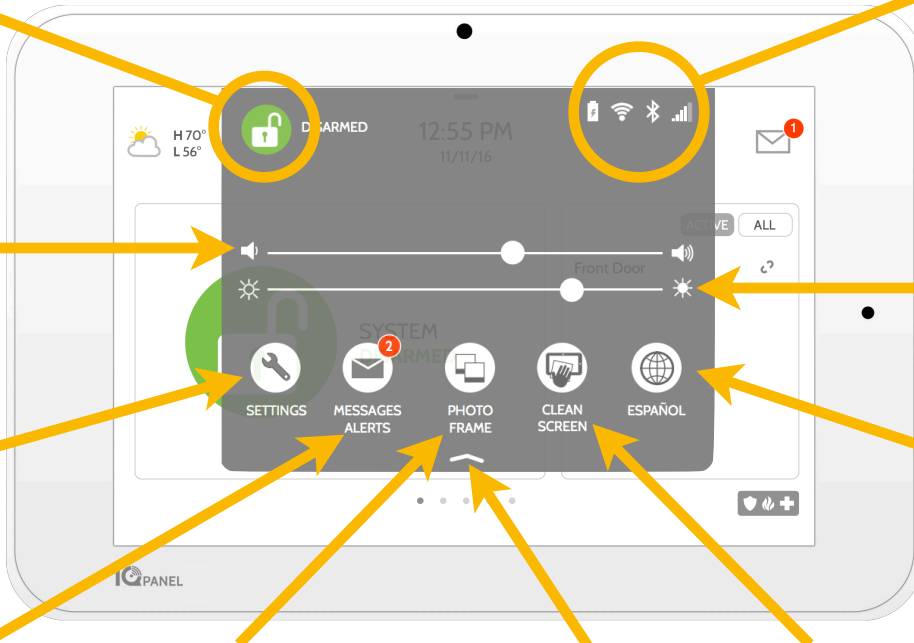 DISARMED
12:55 PM
11/11/16
H 70°
L 56°
1
ACTIVE
ALL
Front Door
SYSTEM
DISARMED
2
SETTINGS
MESSAGES
ALERTS
PHOTO
FRAME
CLEAN
SCREEN
ESPAÑOL
IQ PANEL